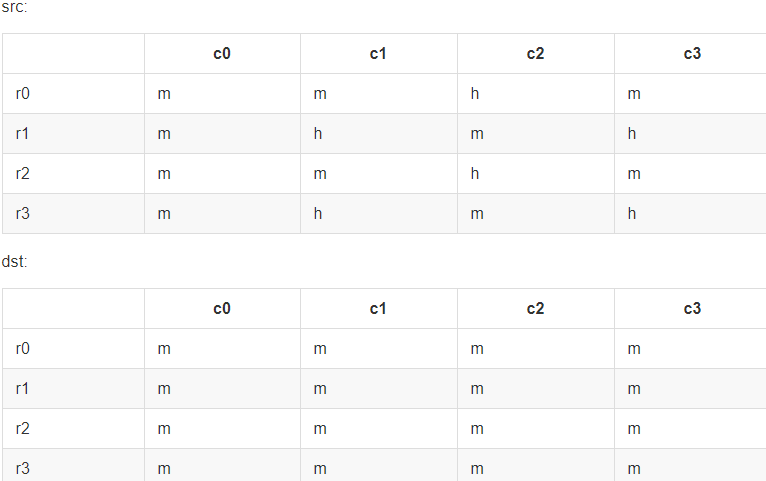 src:
c0 c1 c2 c3
r0 m m h m
r1 m h m h
r2 m m h m
r3 m h m h
dst:
c0 c1 c2 c3
r0 m m m m
r1 m m m m
r2 m m m m
r3 m m m m